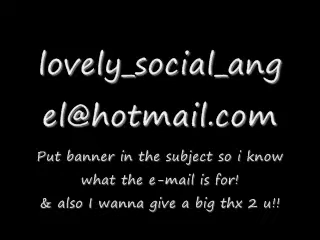 lovely_social_ang
el@hotmail.com
Put banner in the subject so i know
what the e-mail is for!
& also I wanna give a big thx 2 u!!